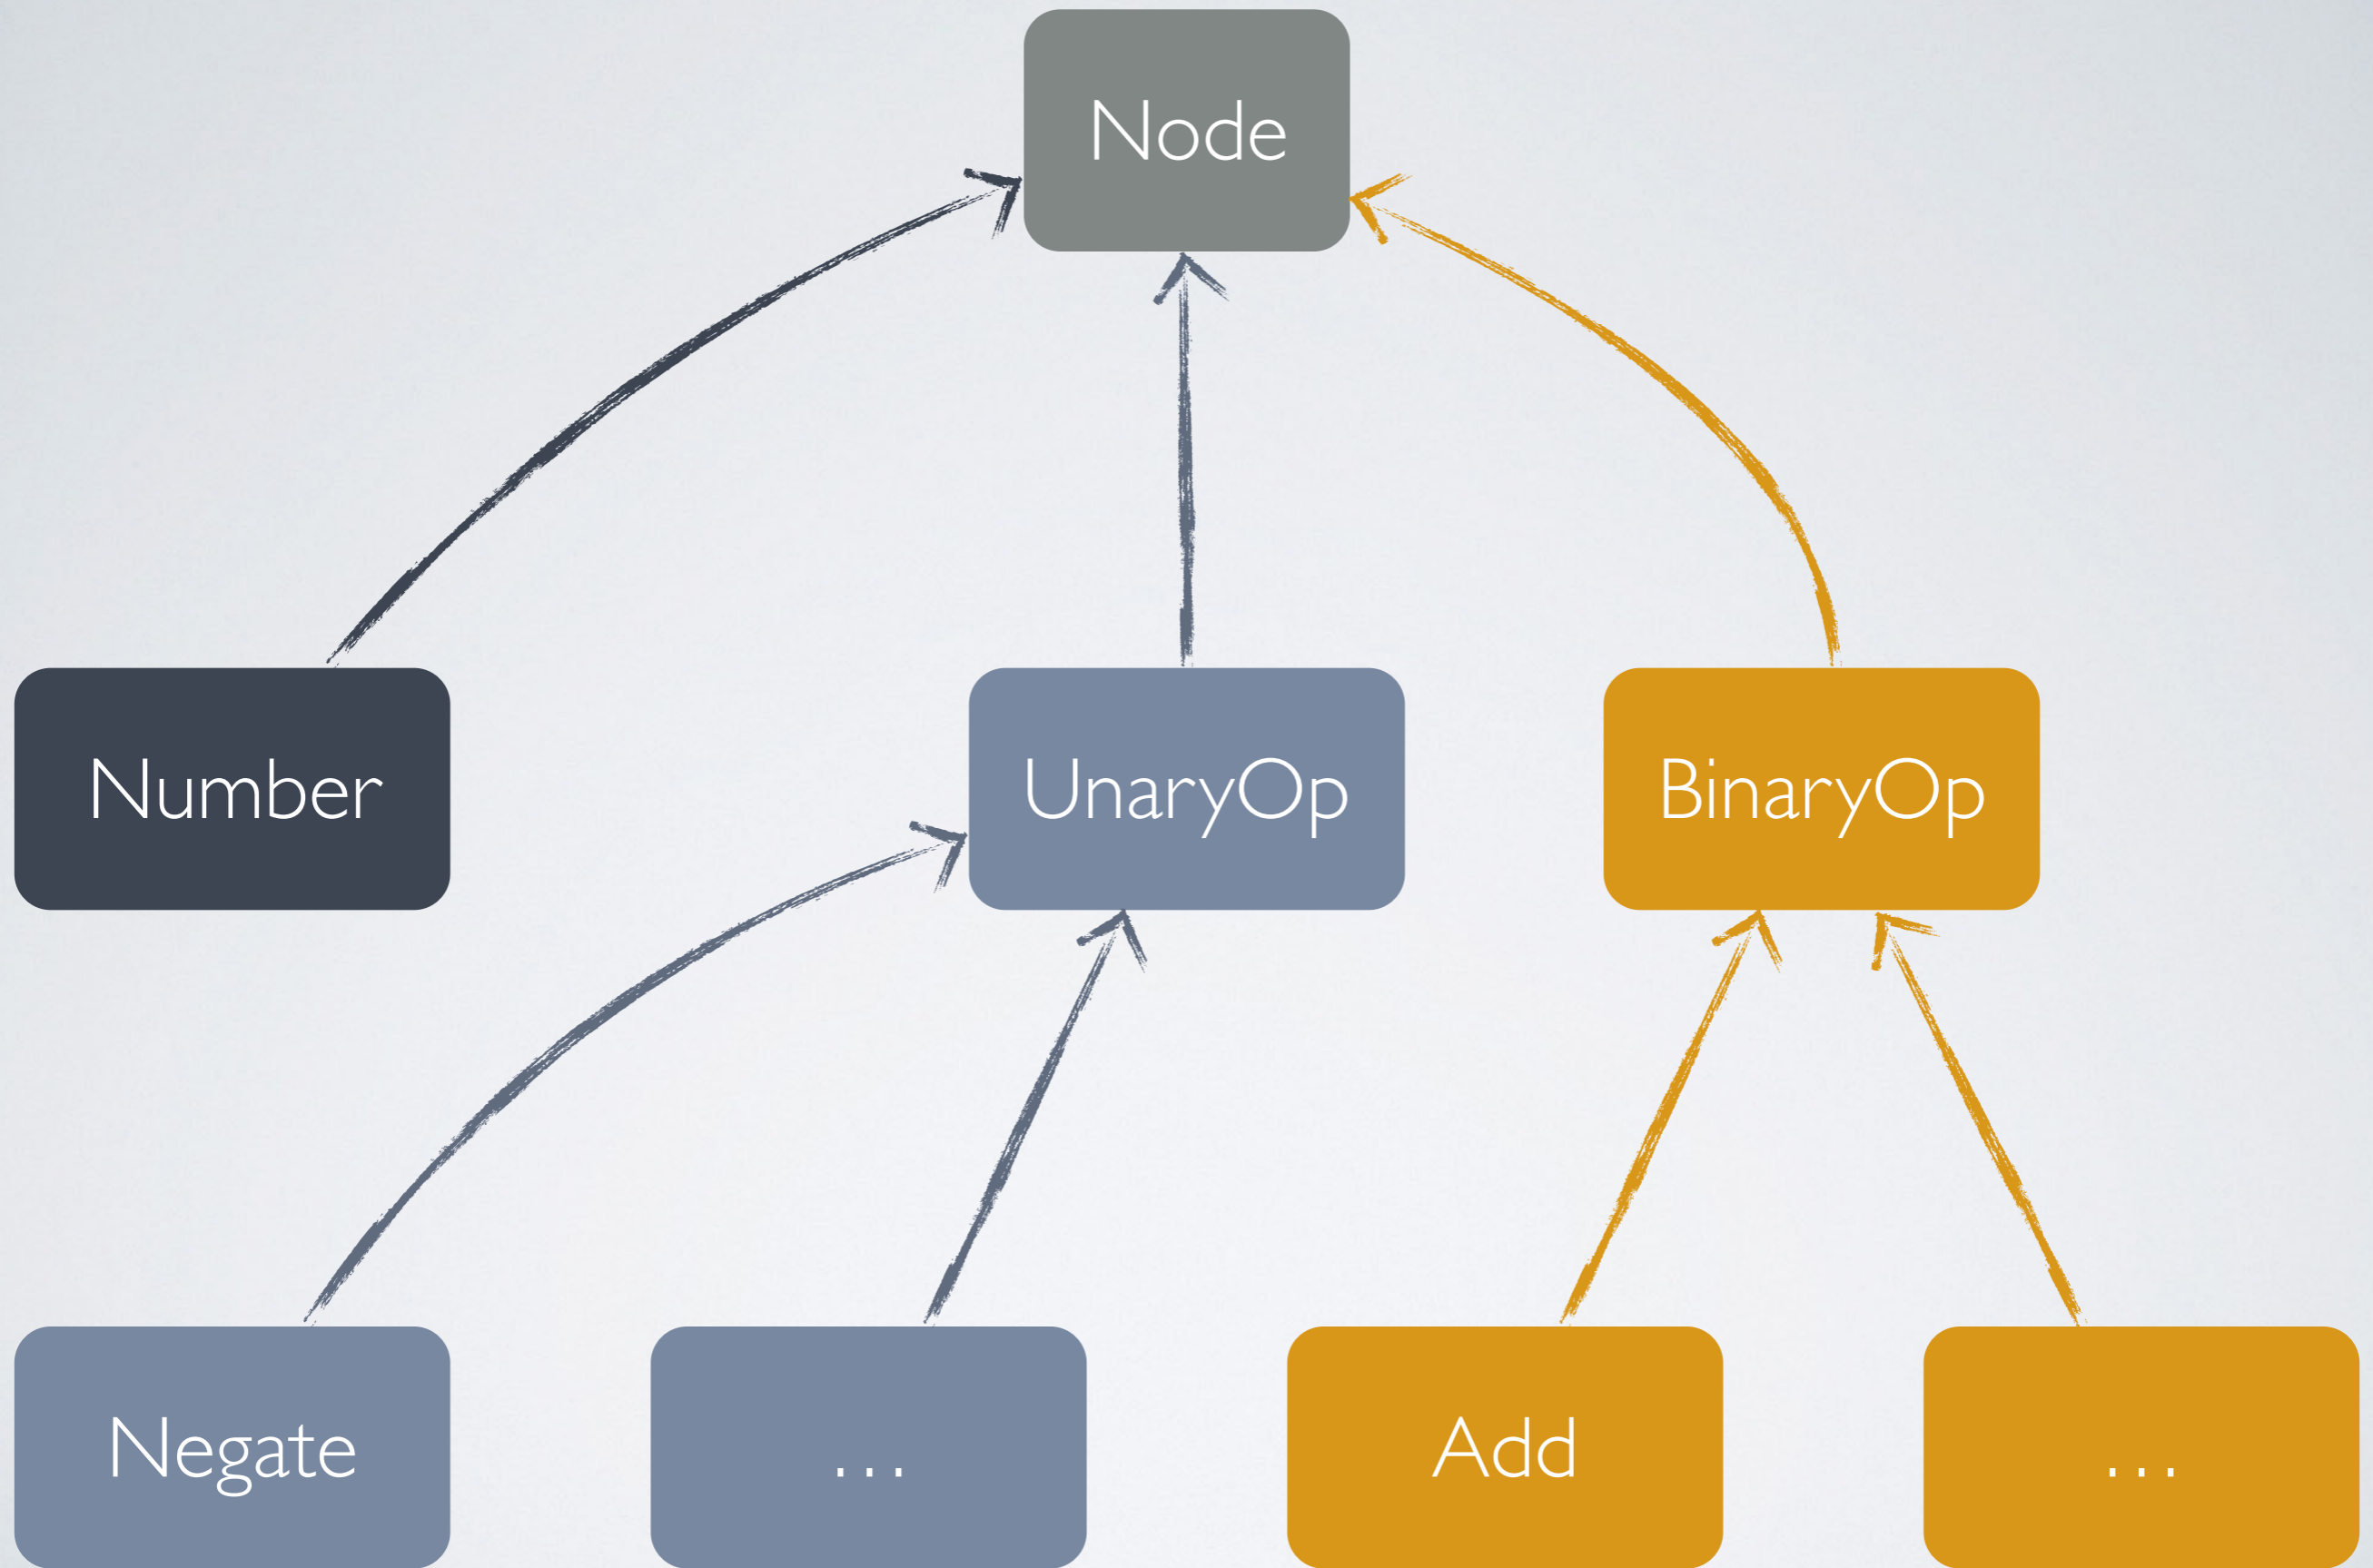 Node
Number
UnaryOp
BinaryOp
Negate
...
Add
...